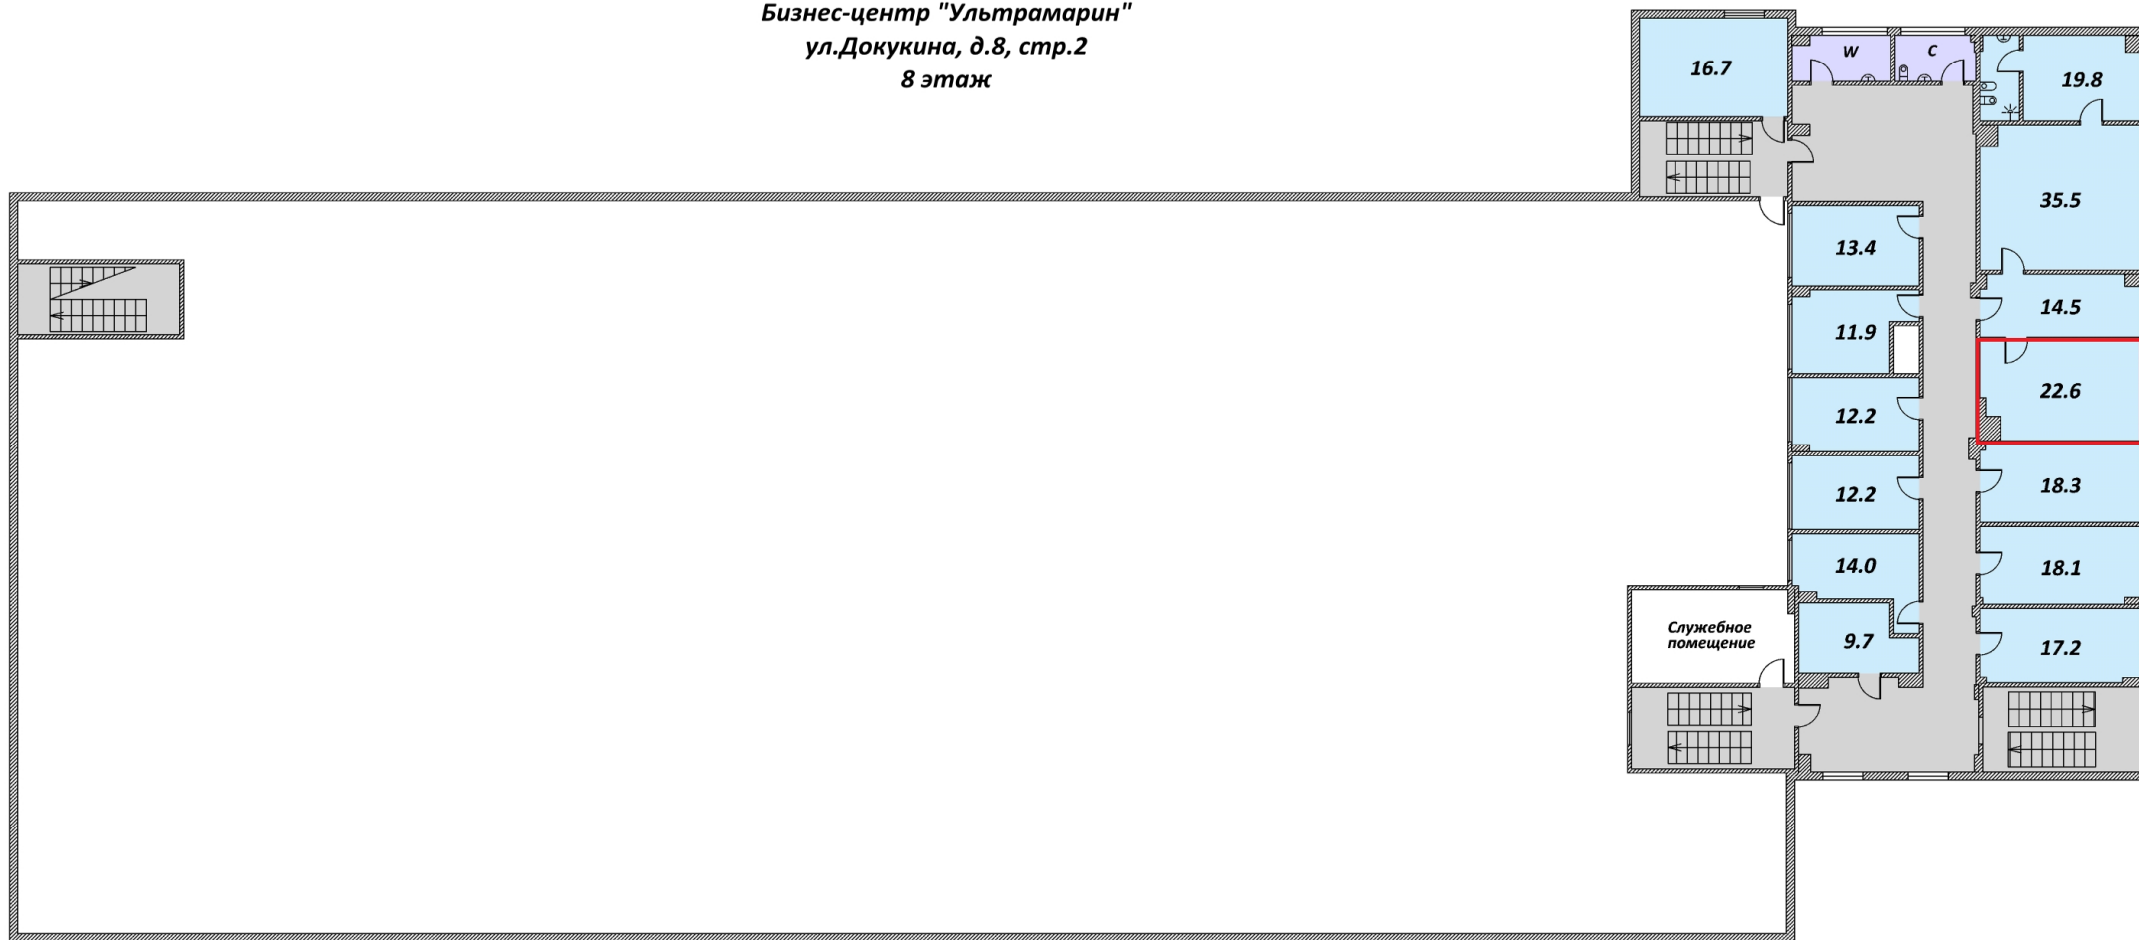 Бизнес-центр "Ультрамарин"
ул.Докукина, д.8, стр.2
8 этаж
16.7
W
C
19.8
35.5
13.4
14.5
11.9
22.6
12.2
18.3
12.2
14.0
18.1
Служебное
помещение
9.7
17.2